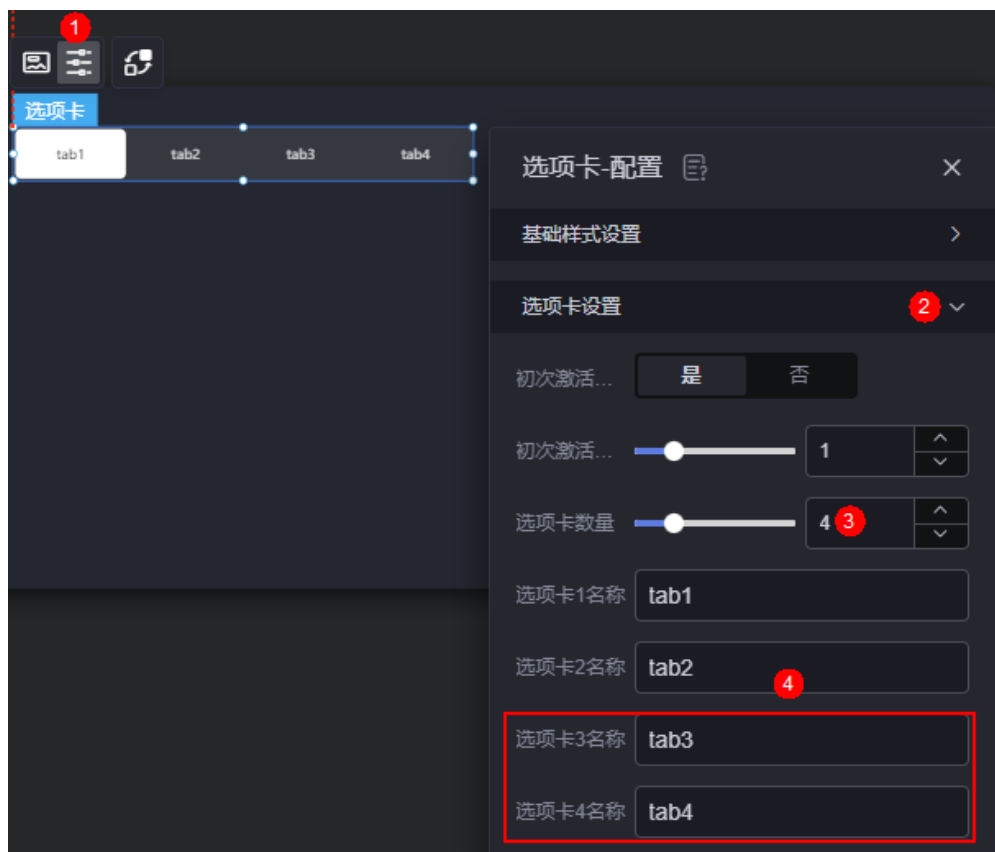 1
选项卡
tab1 tab2 tab3 tab4
选项卡-配置
基础样式设置
选项卡设置 2
初次激活... 是 否
初次激活... 1
选项卡数量 4 3
选项卡1名称 tab1
选项卡2名称 tab2
4
选项卡3名称 tab3
选项卡4名称 tab4